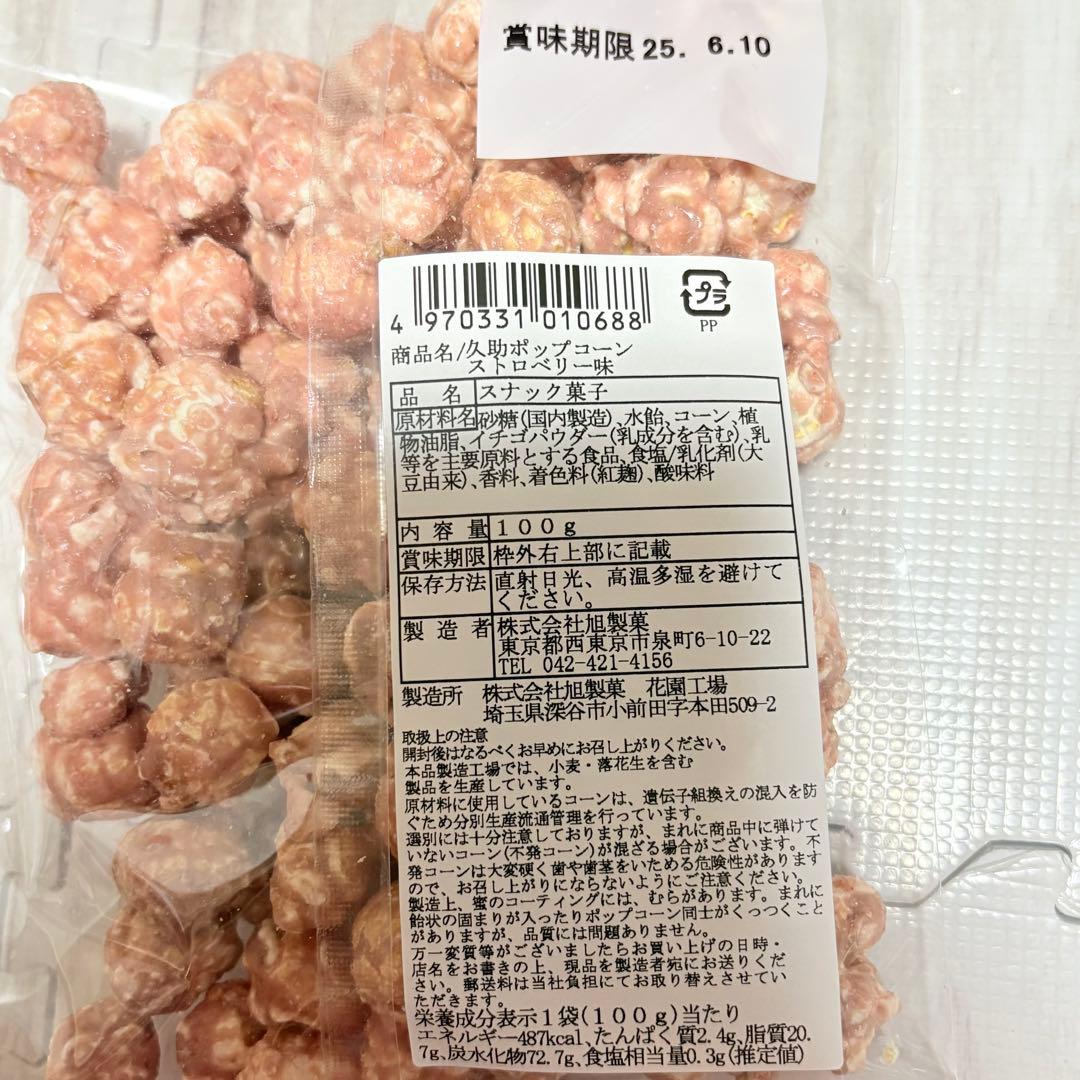 賞味期限 25. 6.10
4 970331 010688
プラ
PP
商品名/久助ポップコーン
ストロベリー味
品 名 スナック菓子
原材料名 砂糖(国内製造)、水飴、コーン、植
物油脂、イチゴパウダー(乳成分を含む)、乳
等を主要原料とする食品、食塩/乳化剤(大
豆由来)、香料、着色料(紅麹)、酸味料
内容量 100g
賞味期限 枠外右上部に記載
保存方法 直射日光、高温多湿を避けて
ください。
製造者 株式会社旭製菓
東京都西東京市泉町6-10-22
TEL 042-421-4156
製造所 株式会社旭製菓 花園工場
埼玉県深谷市小前田字本田509-2
取扱上の注意
開封後はなるべくお早めにお召し上がりください。
本品製造工場では、小麦・落花生を含む
製品を生産しています。
原材料に使用しているコーンは、遺伝子組換えの混入を防
ぐため分別生産流通管理を行っています。
選別には十分注意しておりますが、まれに商品中に弾けて
いないコーン(不発コーン)が混ざる場合がございます。不
発コーンは大変硬く歯や歯茎をいためる危険性があります
ので、お召し上がりにならないようにご注意ください。
製造上、蜜のコーティングには、むらがあります。まれに
飴状の固まりが入ったりポップコーン同士がくっつくこと
がありますが、品質には問題ありません。
万一変質等がございましたらお買い上げの日時・
店名をお書きの上、現品を製造者宛にお送りくだ
さい。郵送料は当社負担にてお取り替えさせてい
ただきます。
栄養成分表示1袋(100g)当たり
エネルギー487kcal、たんぱく質2.4g、脂質20.
7g、炭水化物72.7g、食塩相当量0.3g(推定値)